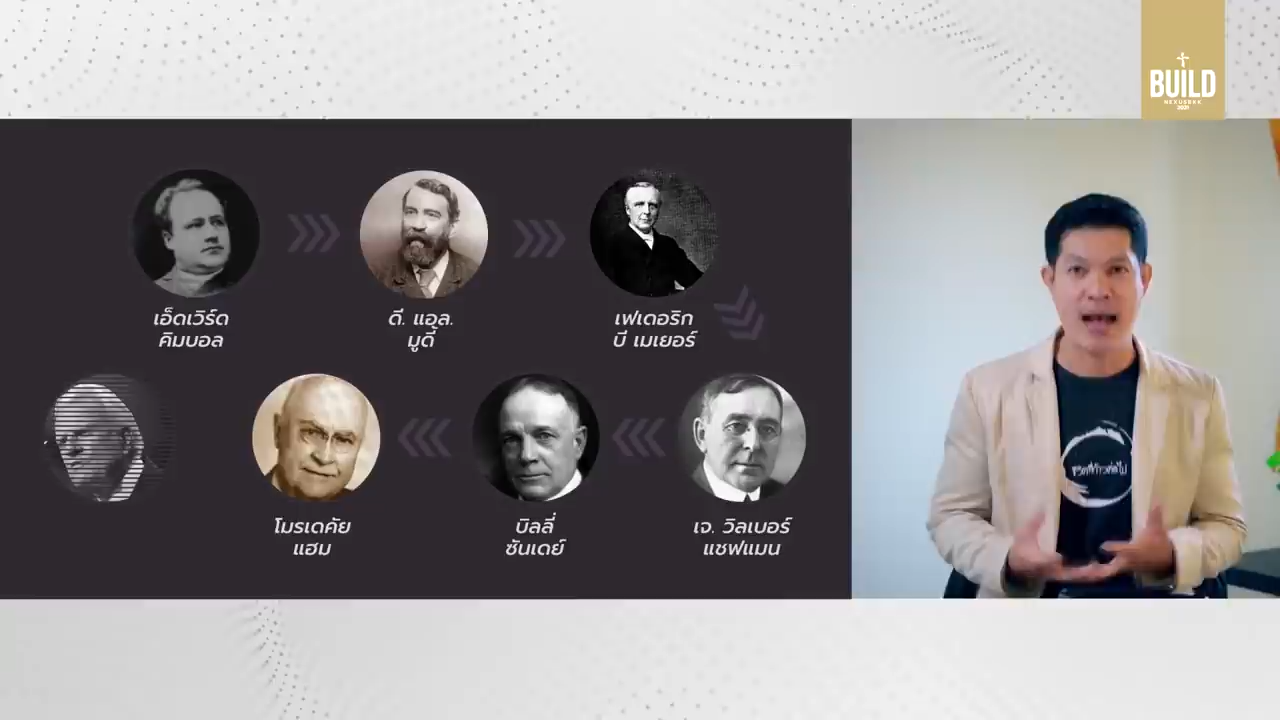 BUILD
NEXUSBKK
2021
เอ็ดเวิร์ด
คิมบอล
ดี. แอล.
มูดี้
เฟเดอริก
บี เมเยอร์
โมรเดคัย
แฮม
บิลลี่
ซันเดย์
เจ. วิลเบอร์
แชฟแมน